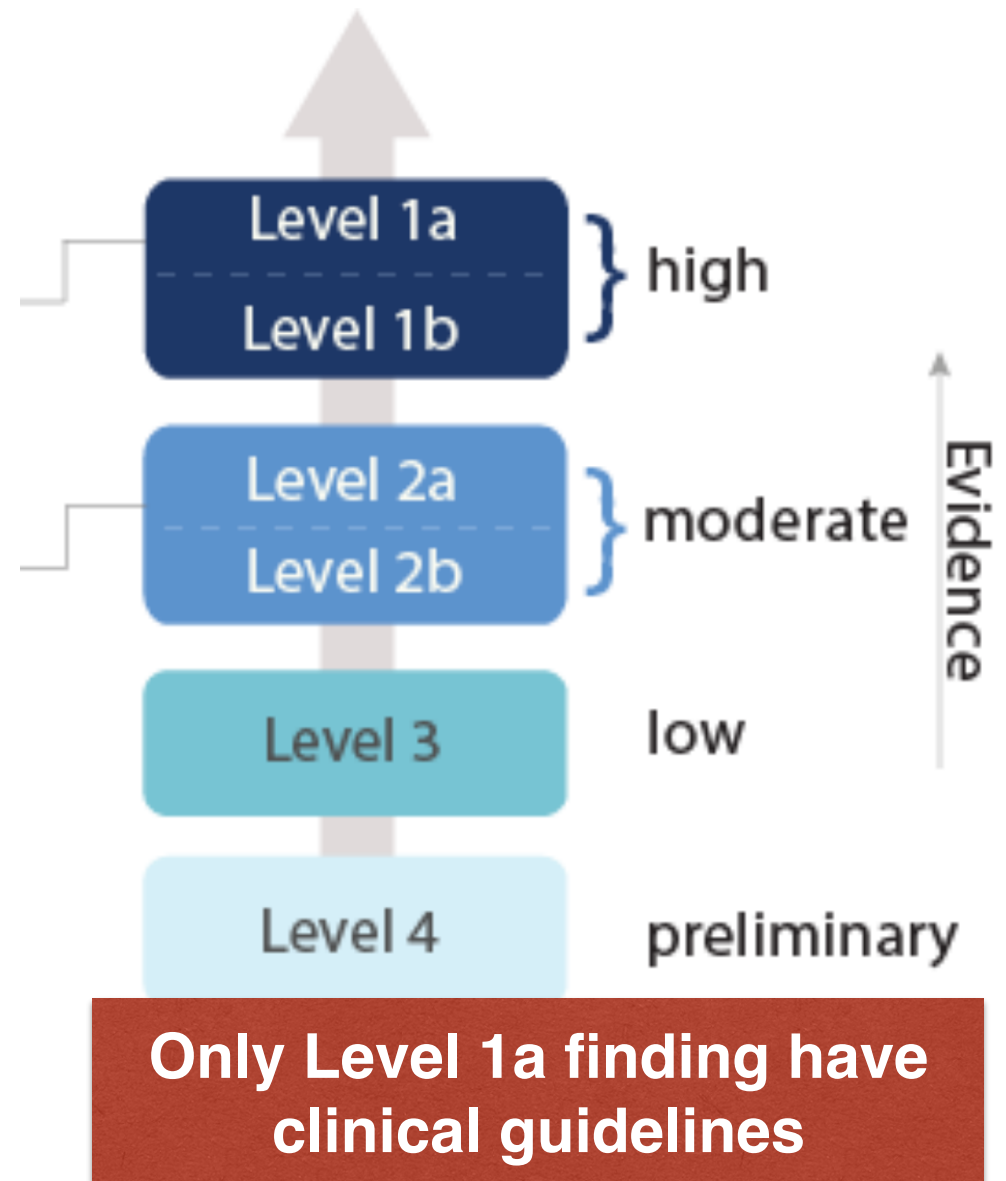 Level 1a
Level 1b
high
Level 2a
Level 2b
moderate
Evidence
Level 3
low
Level 4
preliminary
Only Level 1a finding have
clinical guidelines